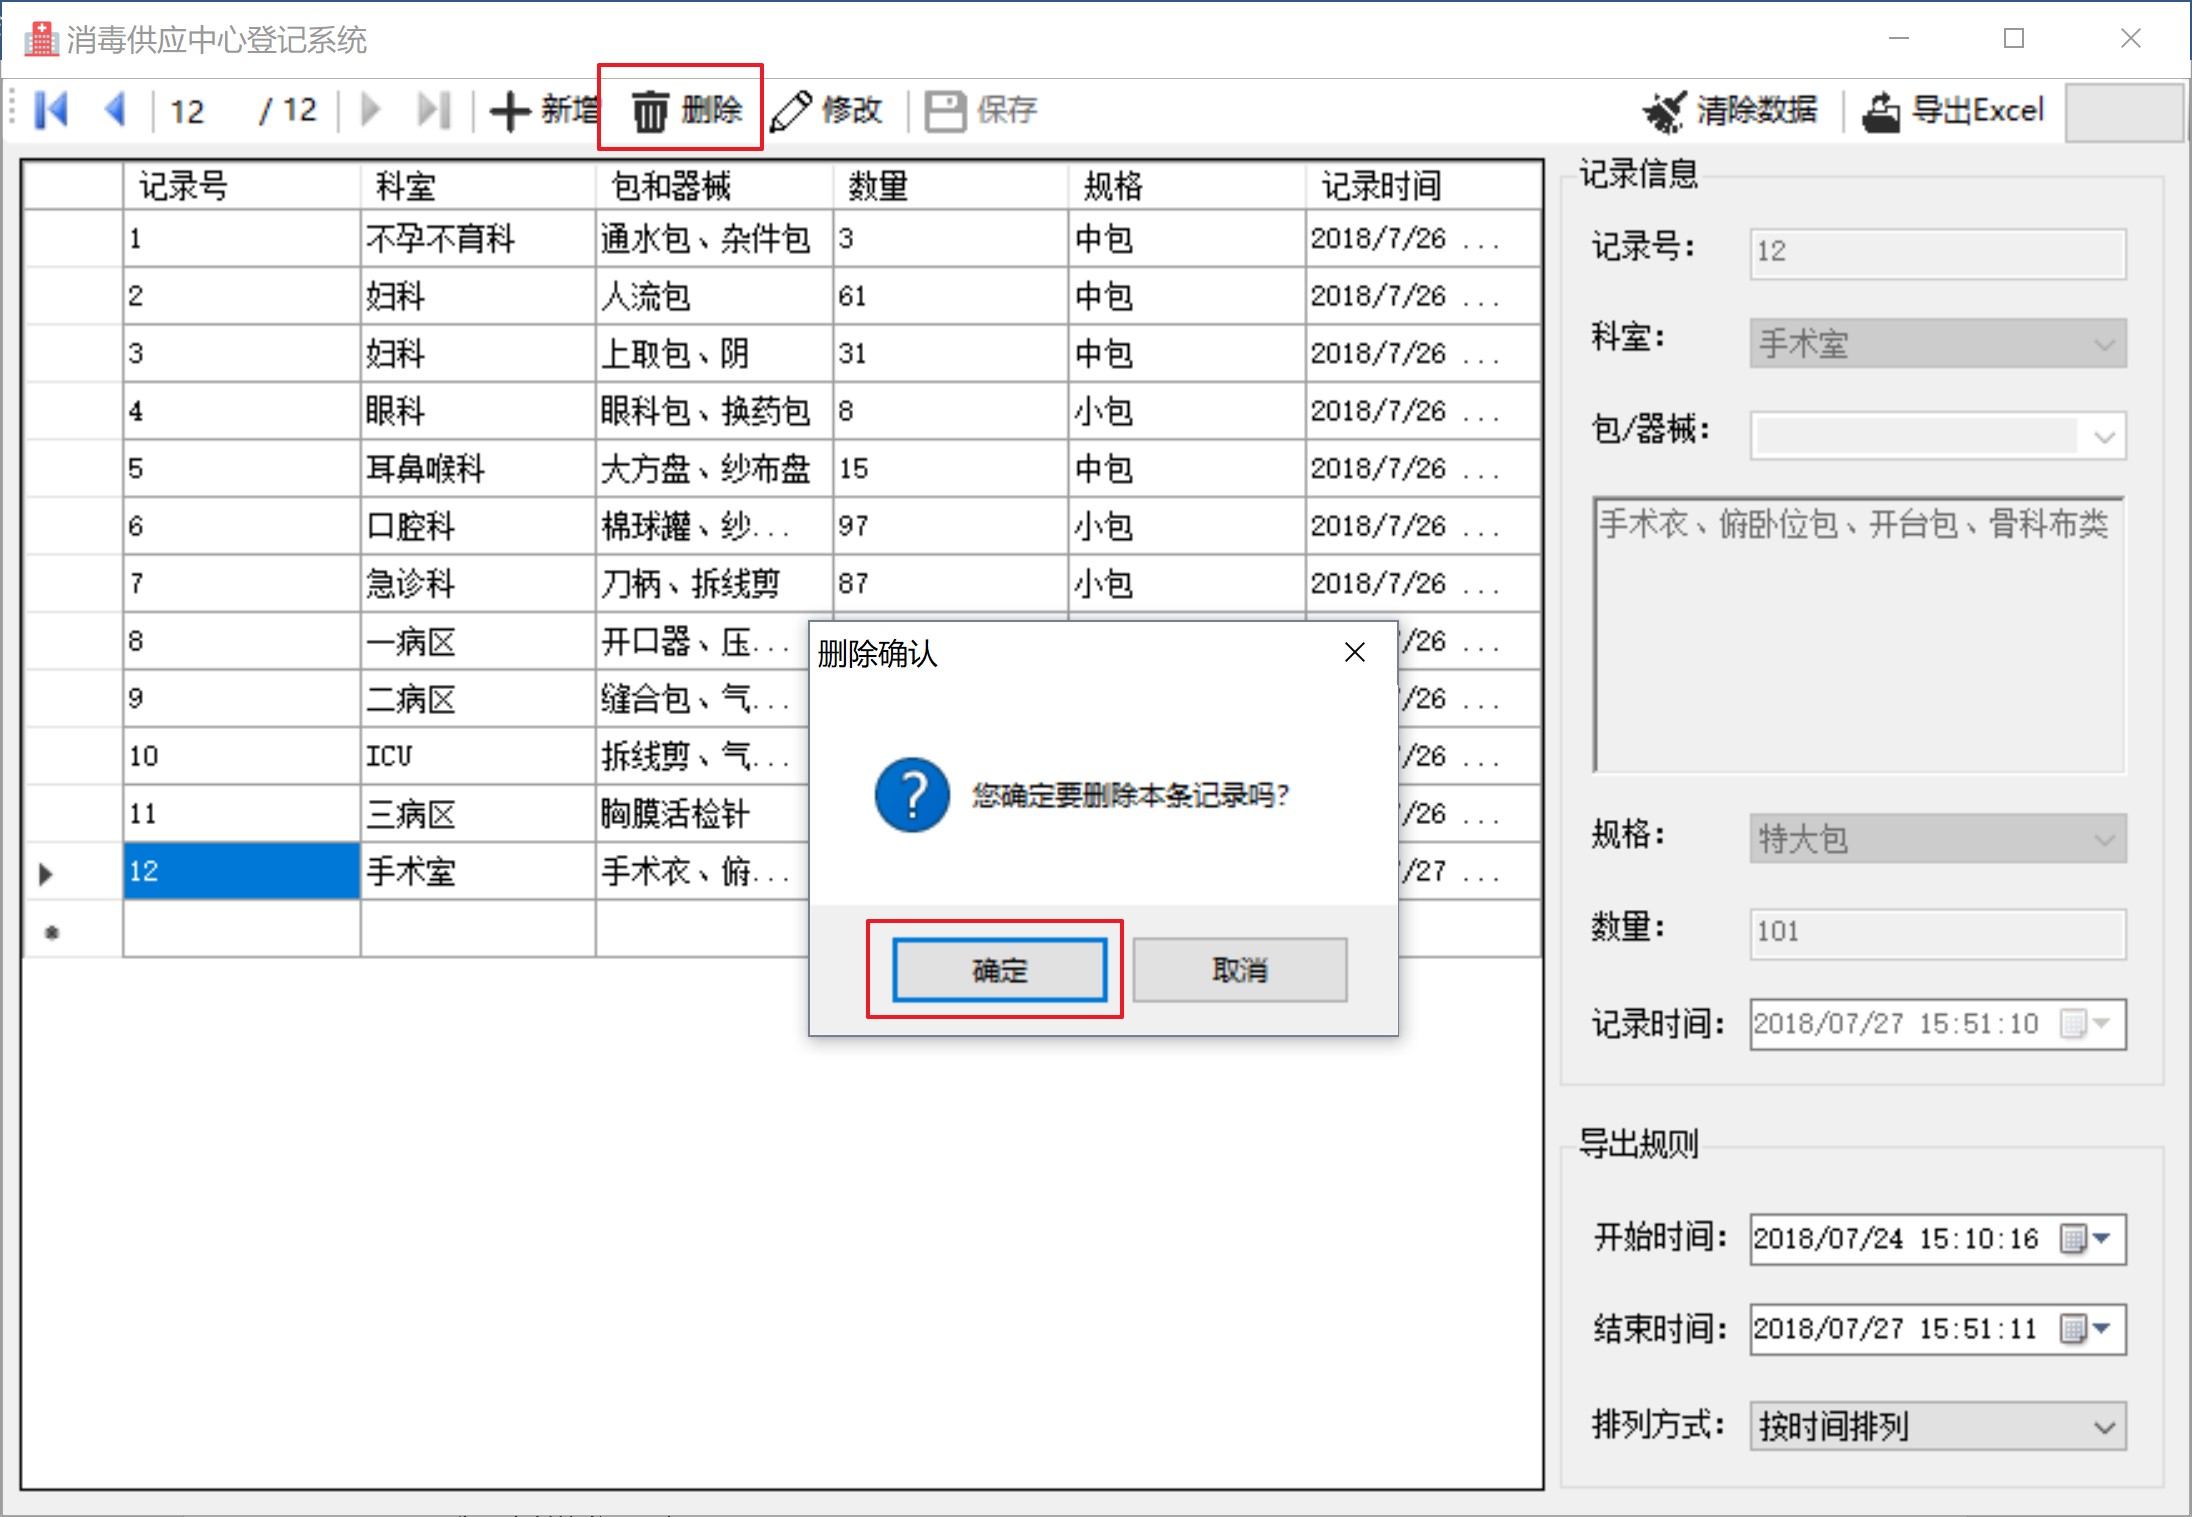 消毒供应中心登记系统
12 / 12 新增 删除 修改 保存 清除数据 导出Excel
记录号 科室 包和器械 数量 规格 记录时间
1 不孕不育科 通水包、杂件包 3 中包 2018/7/26 ...
2 妇科 人流包 61 中包 2018/7/26 ...
3 妇科 上取包、阴 31 中包 2018/7/26 ...
4 眼科 眼科包、换药包 8 小包 2018/7/26 ...
5 耳鼻喉科 大方盘、纱布盘 15 中包 2018/7/26 ...
6 口腔科 棉球罐、纱... 97 小包 2018/7/26 ...
7 急诊科 刀柄、拆线剪 87 小包 2018/7/26 ...
8 一病区 开口器、压... /26 ...
9 二病区 缝合包、气... /26 ...
10 ICU 拆线剪、气... /26 ...
11 三病区 胸膜活检针 /26 ...
12 手术室 手术衣、俯... /27 ...
删除确认
您确定要删除本条记录吗?
确定 取消
记录信息
记录号: 12
科室: 手术室
包/器械:
手术衣、俯卧位包、开台包、骨科布类
规格: 特大包
数量: 101
记录时间: 2018/07/27 15:51:10
导出规则
开始时间: 2018/07/24 15:10:16
结束时间: 2018/07/27 15:51:11
排列方式: 按时间排列